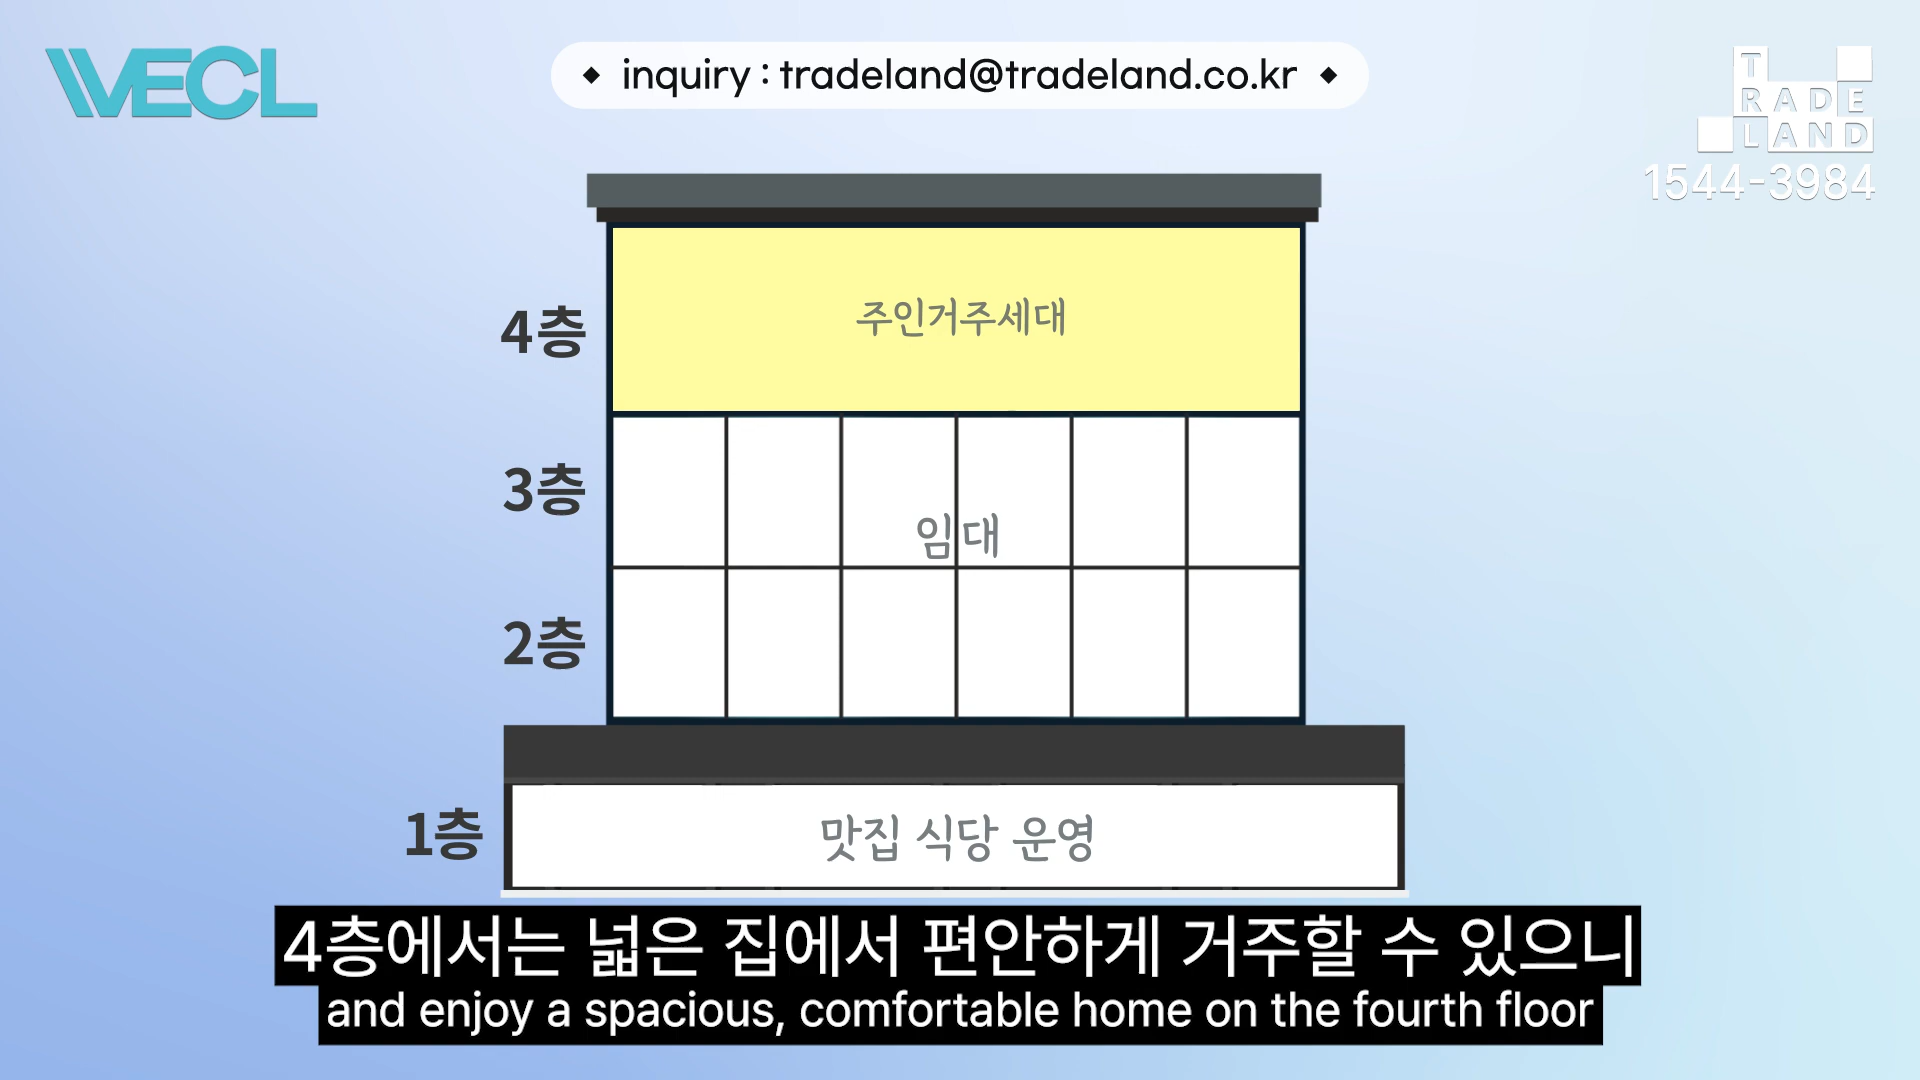 WECL
inquiry : tradeland@tradeland.co.kr
TRADE
LAND
1544-3984
4층
주인거주세대
3층
임대
2층
1층
맛집 식당 운영
4층에서는 넓은 집에서 편안하게 거주할 수 있으니
and enjoy a spacious, comfortable home on the fourth floor